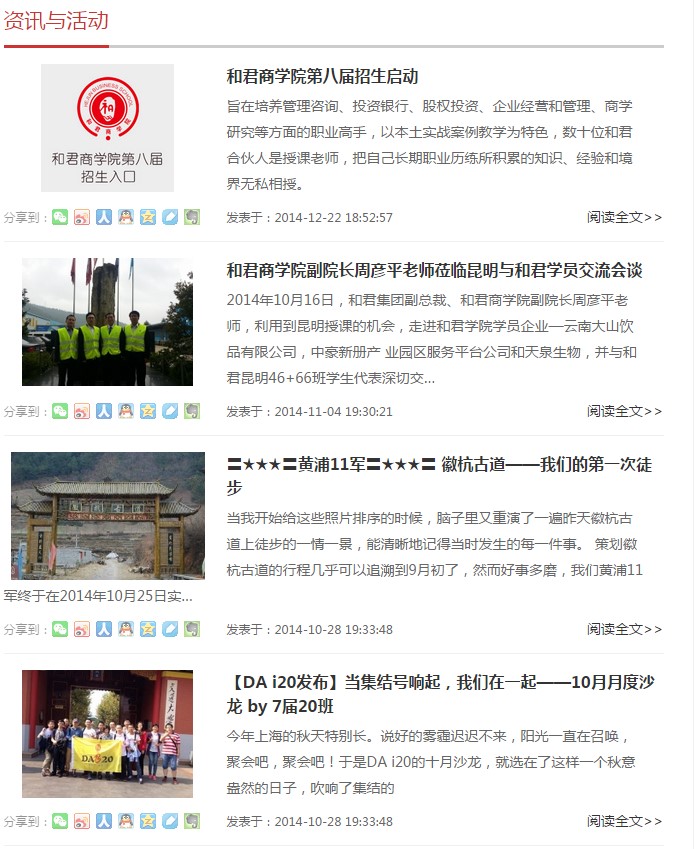 资讯与活动
HEJUN BUSINESS SCHOOL
和君商学院
和君商学院第八届
招生入口
和君商学院第八届招生启动
旨在培养管理咨询、投资银行、股权投资、企业经营和管理、商学
研究等方面的职业高手，以本土实战案例教学为特色，数十位和君
合伙人是授课老师，把自己长期职业历练所积累的知识、经验和境
界无私相授。
分享到：
发表于：2014-12-22 18:52:57
阅读全文>>
和君商学院副院长周彦平老师莅临昆明与和君学员交流会谈
2014年10月16日，和君集团副总裁、和君商学院副院长周彦平老
师，利用到昆明授课的机会，走进和君学院学员企业—云南大山饮
品有限公司，中豪新册产 业园区服务平台公司和天泉生物，并与和
君昆明46+66班学生代表深切交...
分享到：
发表于：2014-11-04 19:30:21
阅读全文>>
〓★★★〓黄浦11军〓★★★〓 徽杭古道——我们的第一次徒
步
当我开始给这些照片排序的时候，脑子里又重演了一遍昨天徽杭古
道上徒步的一情一景，能清晰地记得当时发生的每一件事。 策划徽
杭古道的行程几乎可以追溯到9月初了，然而好事多磨，我们黄浦11
军终于在2014年10月25日实...
分享到：
发表于：2014-10-28 19:33:48
阅读全文>>
DA i20
【DA i20发布】当集结号响起，我们在一起——10月月度沙
龙 by 7届20班
今年上海的秋天特别长。说好的雾霾迟迟不来，阳光一直在召唤，
聚会吧，聚会吧！于是DA i20的十月沙龙，就选在了这样一个秋意
盎然的日子，吹响了集结的
分享到：
发表于：2014-10-28 19:33:48
阅读全文>>